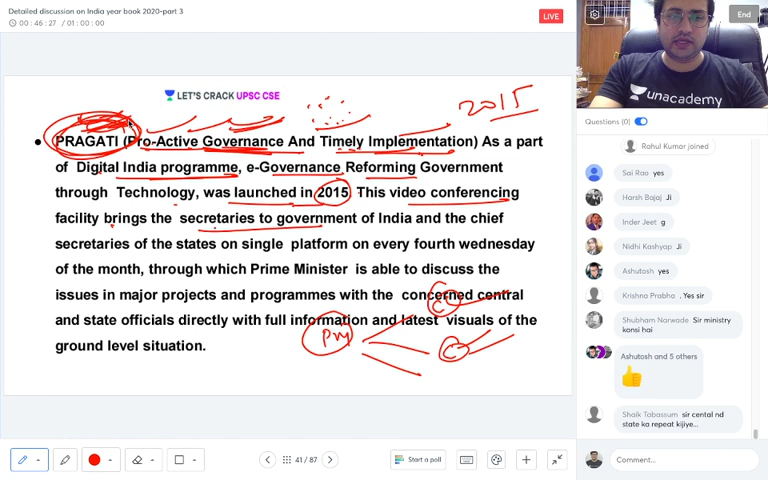 Detailed discussion on India year book 2020-part 3
00 : 46 : 27 / 01 : 00 : 00
LIVE
End
LET'S CRACK UPSC CSE
2015
• PRAGATI (Pro-Active Governance And Timely Implementation) As a part
of Digital India programme, e-Governance Reforming Government
through Technology, was launched in 2015 This video conferencing
facility brings the secretaries to government of India and the chief
secretaries of the states on single platform on every fourth wednesday
of the month, through which Prime Minister is able to discuss the
issues in major projects and programmes with the concerned central
and state officials directly with full information and latest visuals of the
ground level situation.
PM
C
C
unacademy
Questions (0)
Rahul Kumar joined
Sai Rao yes
Harsh Bajaj Ji
Inder Jeet g
Nidhi Kashyap Ji
Ashutosh yes
Krishna Prabha . Yes sir
Shubham Narwade Sir ministry
konsi hai
Ashutosh and 5 others
Shaik Tabassum sir cental nd
state ka repeat kijiye...
41 / 87
Start a poll
Comment...